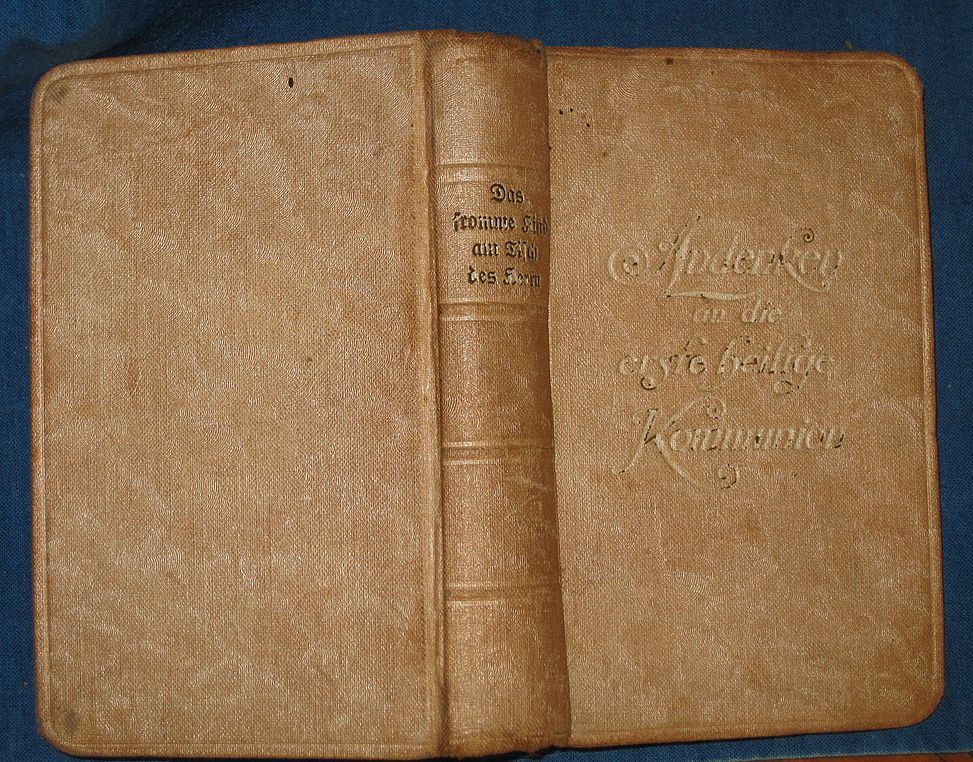 Das
fromme Kind
am Tisch
des Herrn
Andenken
an die
erste heilige
Kommunion